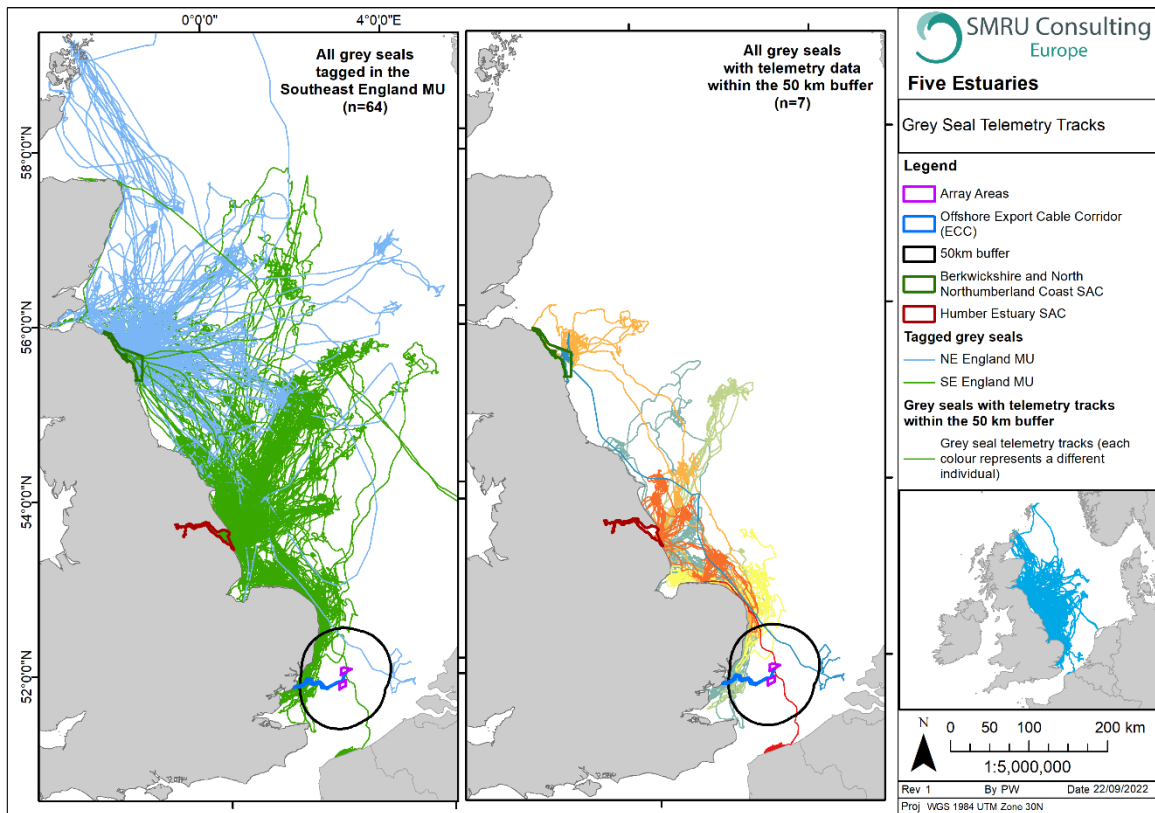 0°0'0"
4°0'0"E
58°0'0"N
56°0'0"N
54°0'0"N
52°0'0"N
All grey seals
tagged in the
Southeast England MU
(n=64)
All grey seals
with telemetry data
within the 50 km buffer
(n=7)
SMRU Consulting
Europe
Five Estuaries
Grey Seal Telemetry Tracks
Legend
Array Areas
Offshore Export Cable Corridor
(ECC)
50km buffer
Berkwickshire and North
Northumberland Coast SAC
Humber Estuary SAC
Tagged grey seals
NE England MU
SE England MU
Grey seals with telemetry tracks
within the 50 km buffer
Grey seal telemetry tracks (each
colour represents a different
individual)
N
0 50 100 200 km
1:5,000,000
Rev 1 By PW Date 22/09/2022
Proj WGS 1984 UTM Zone 30N